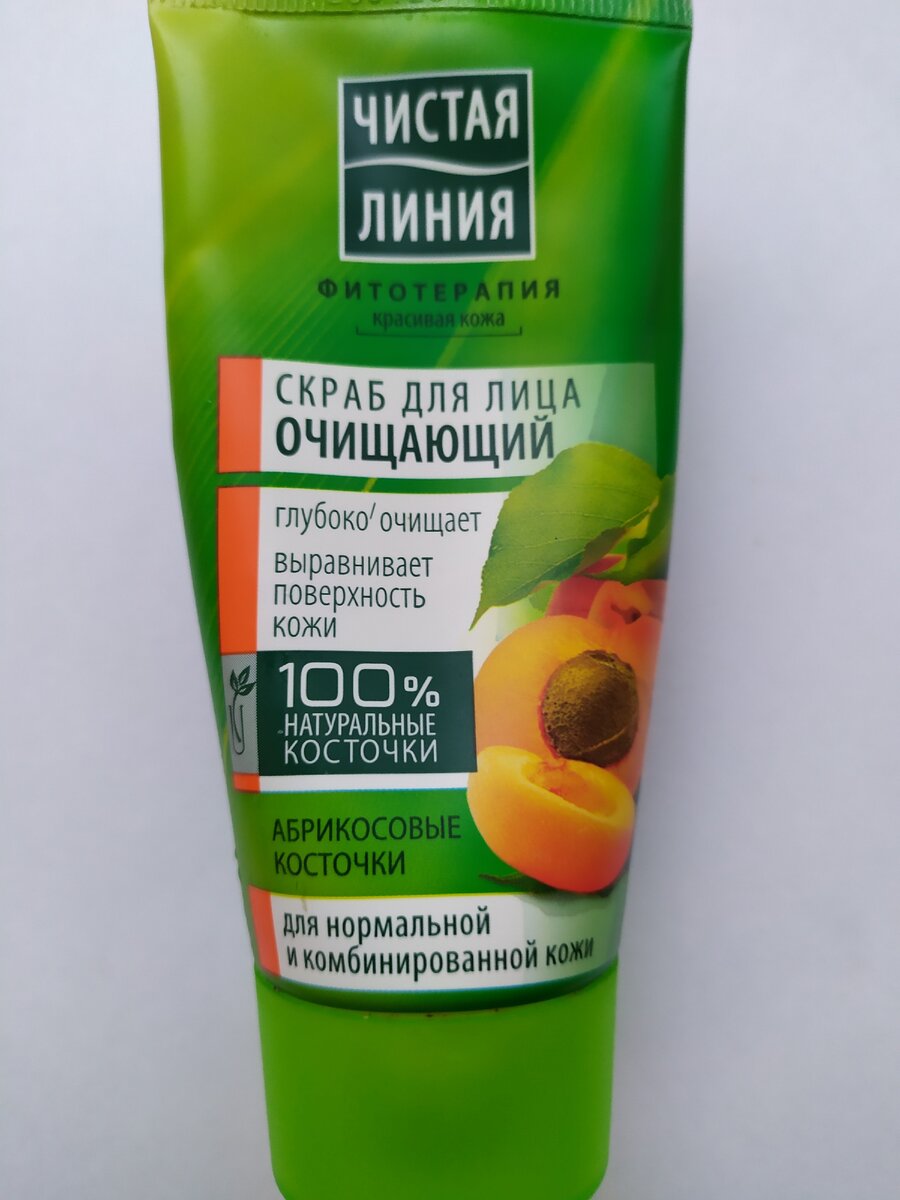 ЧИСТАЯ
ЛИНИЯ
ФИТОТЕРАПИЯ
красивая кожа
СКРАБ ДЛЯ ЛИЦА
ОЧИЩАЮЩИЙ
глубоко очищает
выравнивает
поверхность
кожи
100%
НАТУРАЛЬНЫЕ
КОСТОЧКИ
АБРИКОСОВЫЕ
КОСТОЧКИ
для нормальной
и комбинированной кожи